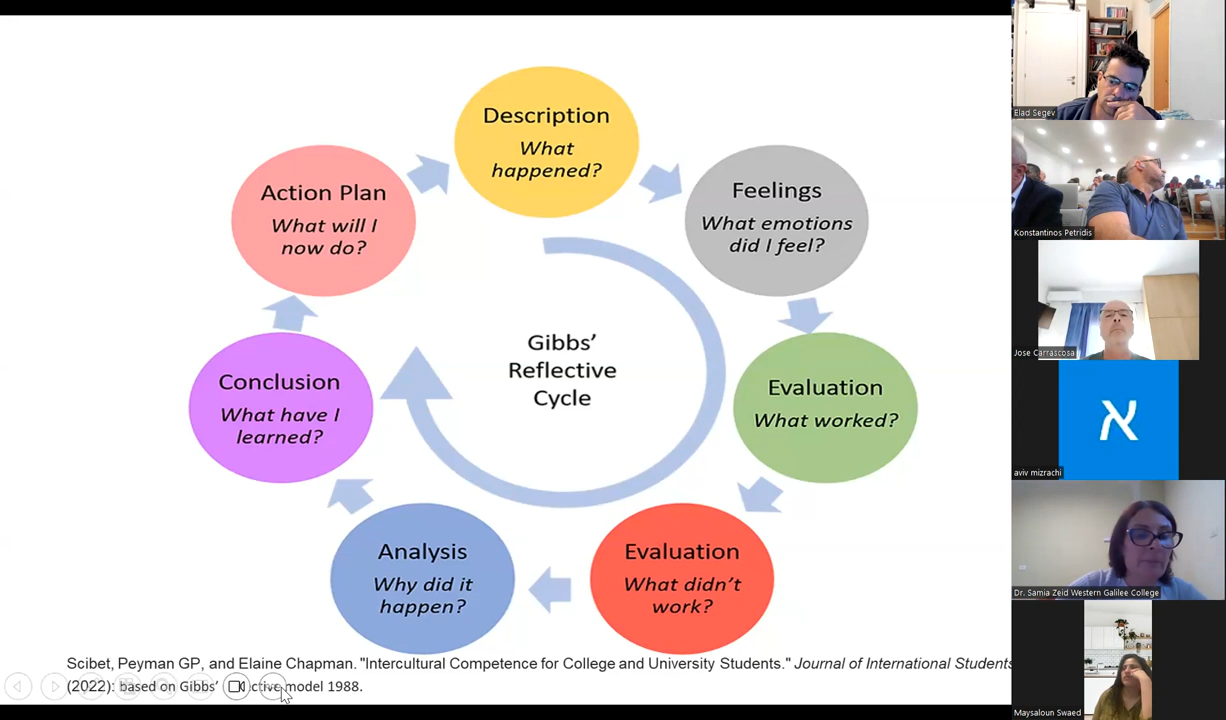 Description
What
happened?
Feelings
What emotions
did I feel?
Evaluation
What worked?
Evaluation
What didn't
work?
Analysis
Why did it
happen?
Conclusion
What have I
learned?
Action Plan
What will I
now do?
Gibbs'
Reflective
Cycle
Scibet, Peyman GP, and Elaine Chapman. "Intercultural Competence for College and University Students." Journal of International Students
(2022): based on Gibbs' ctive model 1988.
Elad Segev
Konstantinos Petridis
Jose Carrascosa
א
aviv mizrachi
Dr. Samia Zeid Western Galilee College
Maysaloun Swaed